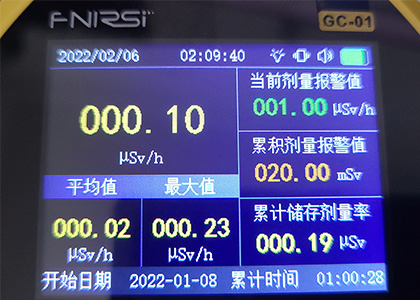 FNIRSI
GC-01
2022/02/06 02:09:40
000.10
μSv/h
平均值 最大值
000.02 000.23
μSv/h μSv/h
当前剂量报警值
001.00 μSv/h
累积剂量报警值
020.00 mSv
累计储存剂量率
000.19 μSv
开始日期 2022-01-08 累计时间 01:00:28